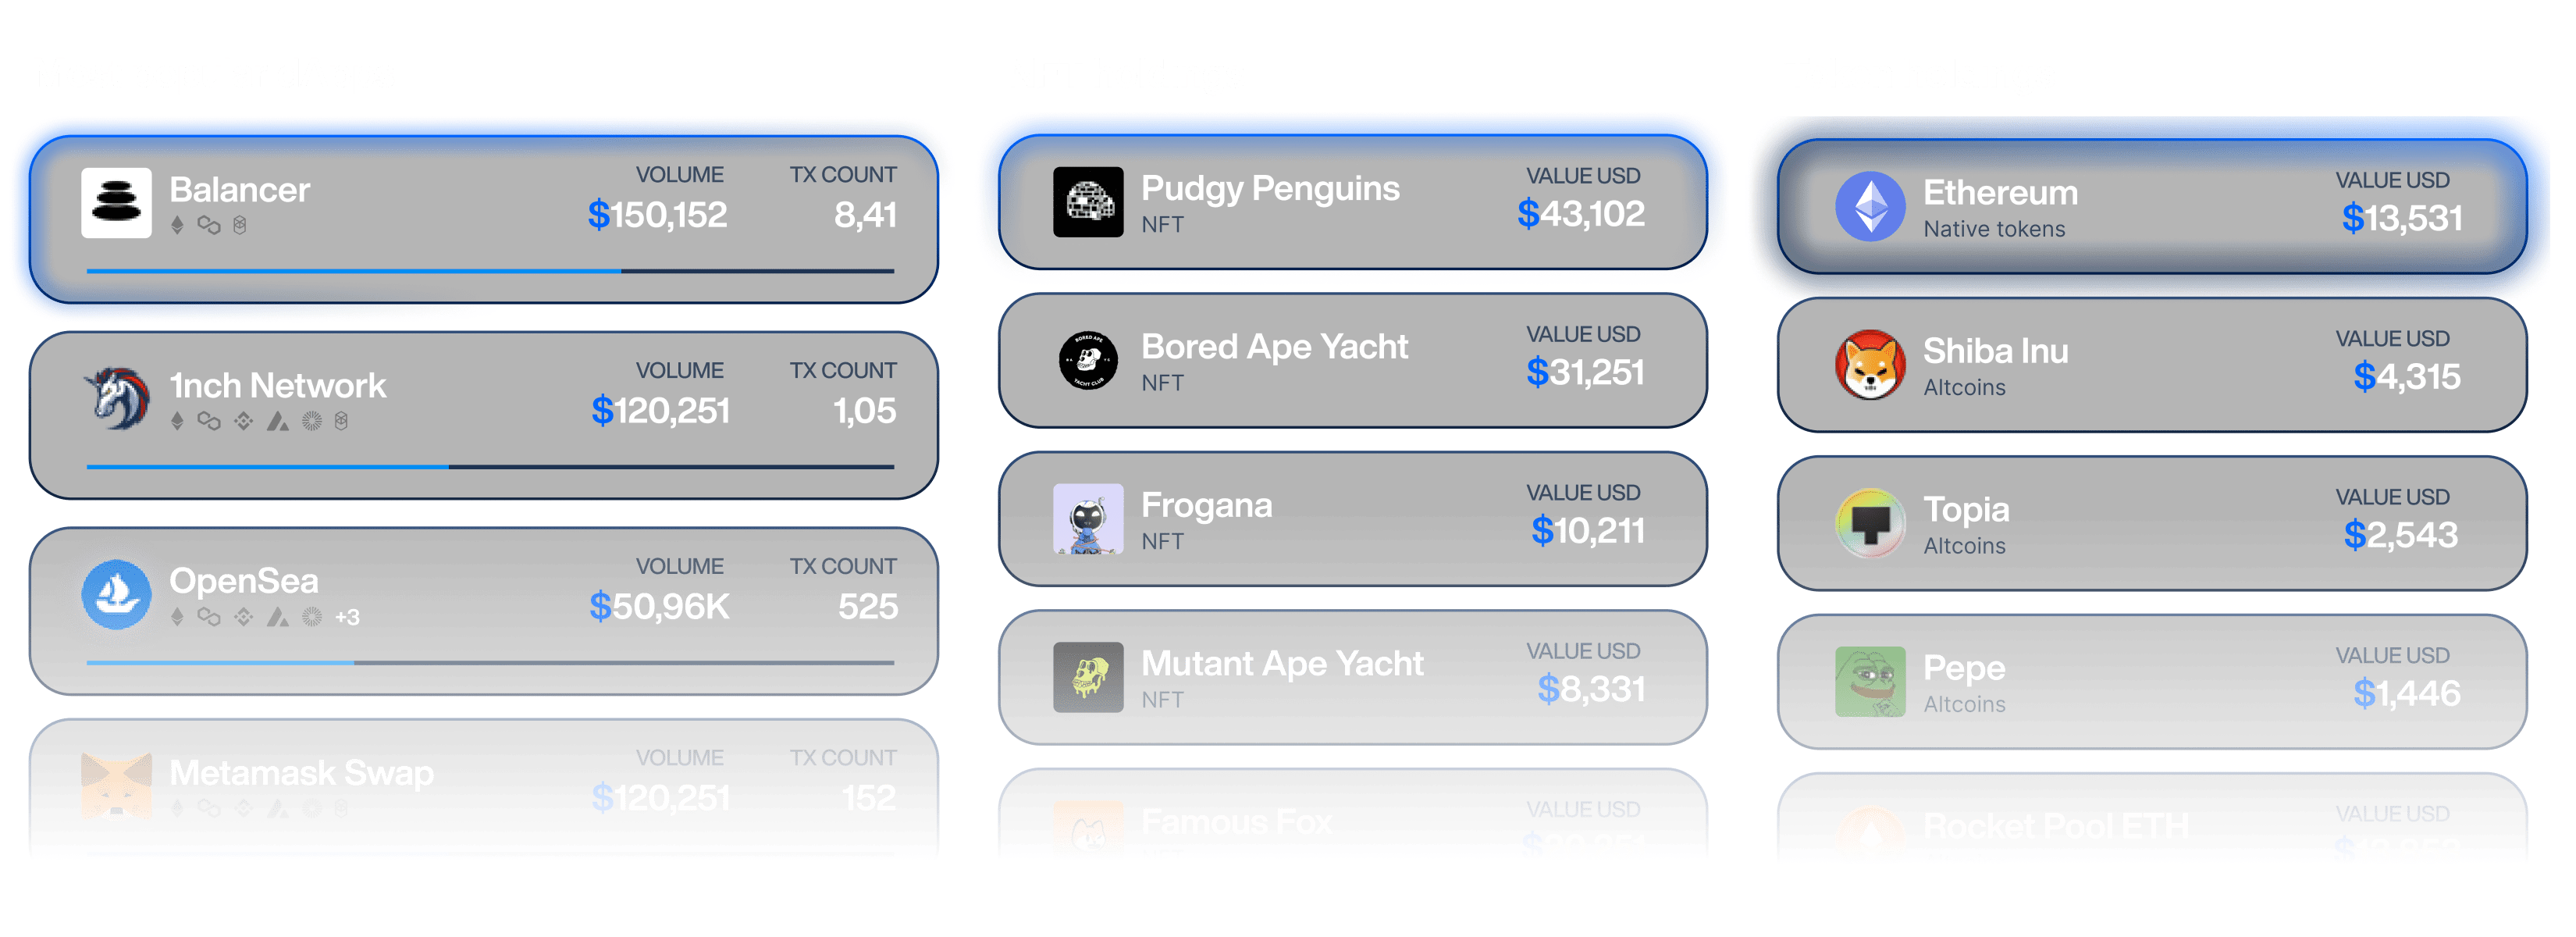 Balancer
VOLUME
TX COUNT
$150,152
8,41
1nch Network
VOLUME
TX COUNT
$120,251
1,05
OpenSea
+3
VOLUME
TX COUNT
$50,96K
525
Metamask Swap
VOLUME
TX COUNT
$120,251
152
Pudgy Penguins
NFT
VALUE USD
$43,102
BORED APE
YACHT CLUB
Bored Ape Yacht
NFT
VALUE USD
$31,251
Frogana
NFT
VALUE USD
$10,211
Mutant Ape Yacht
NFT
VALUE USD
$8,331
Famous Fox
VALUE USD
Ethereum
Native tokens
VALUE USD
$13,531
Shiba Inu
Altcoins
VALUE USD
$4,315
Topia
Altcoins
VALUE USD
$2,543
Pepe
Altcoins
VALUE USD
$1,446
Rocket Pool ETH
VALUE USD